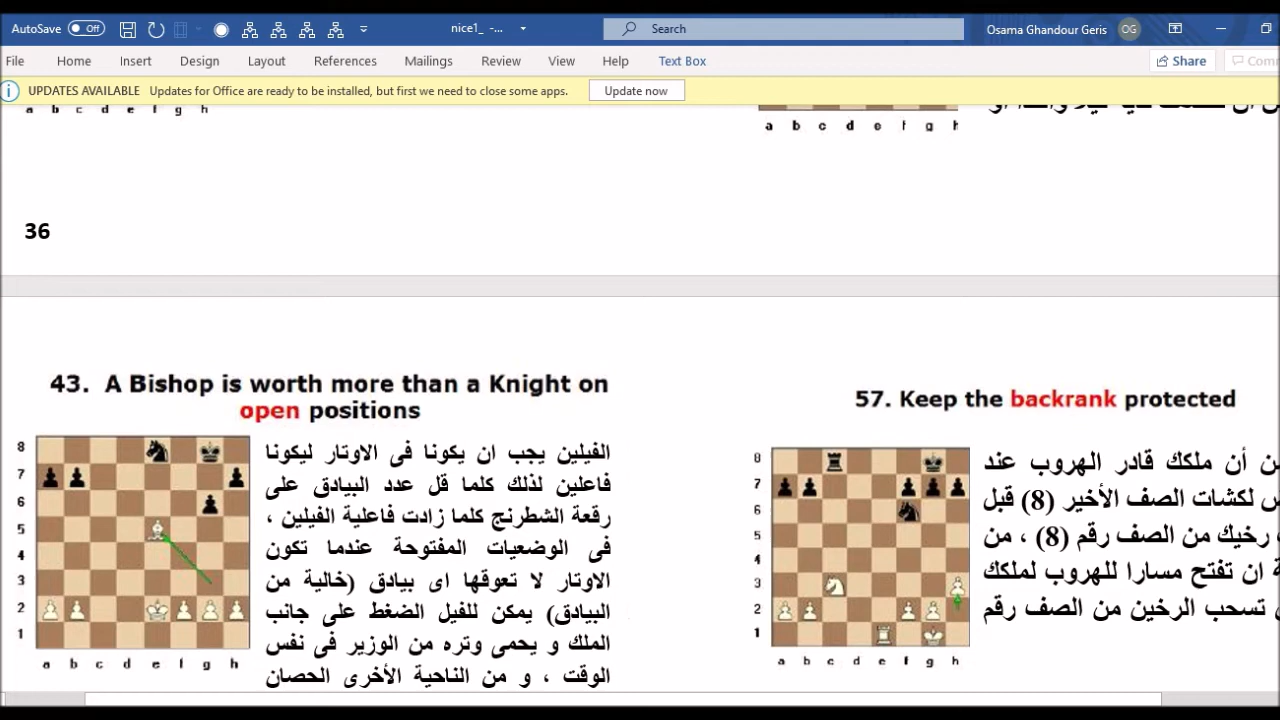 AutoSave Off nice1_ -... Search Osama Ghandour Geris OG
File Home Insert Design Layout References Mailings Review View Help Text Box Share Comm
UPDATES AVAILABLE Updates for Office are ready to be installed, but first we need to close some apps. Update now
a b c d e f g h
a b c d e f g h
36
43. A Bishop is worth more than a Knight on
open positions
8
7
6
5
4
3
2
1
a b c d e f g h
الفيلين يجب ان يكونا فى الاوتار ليكونا
فاعلين لذلك كلما قل عدد البيادق على
رقعة الشطرنج كلما زادت فاعلية الفيلين ،
فى الوضعيات المفتوحة عندما تكون
الاوتار لا تعوقها اى بيادق (خالية من
البيادق) يمكن للفيل الضغط على جانب
الملك و يحمى وتره من الوزير فى نفس
الوقت ، و من الناحية الأخرى الحصان
57. Keep the backrank protected
8
7
6
5
4
3
2
1
a b c d e f g h
ن أن ملكك قادر الهروب عند
س لكشات الصف الأخير (8) قبل
رخيك من الصف رقم (8) ، من
ة ان تفتح مسارا للهروب لملكك
ن تسحب الرخين من الصف رقم